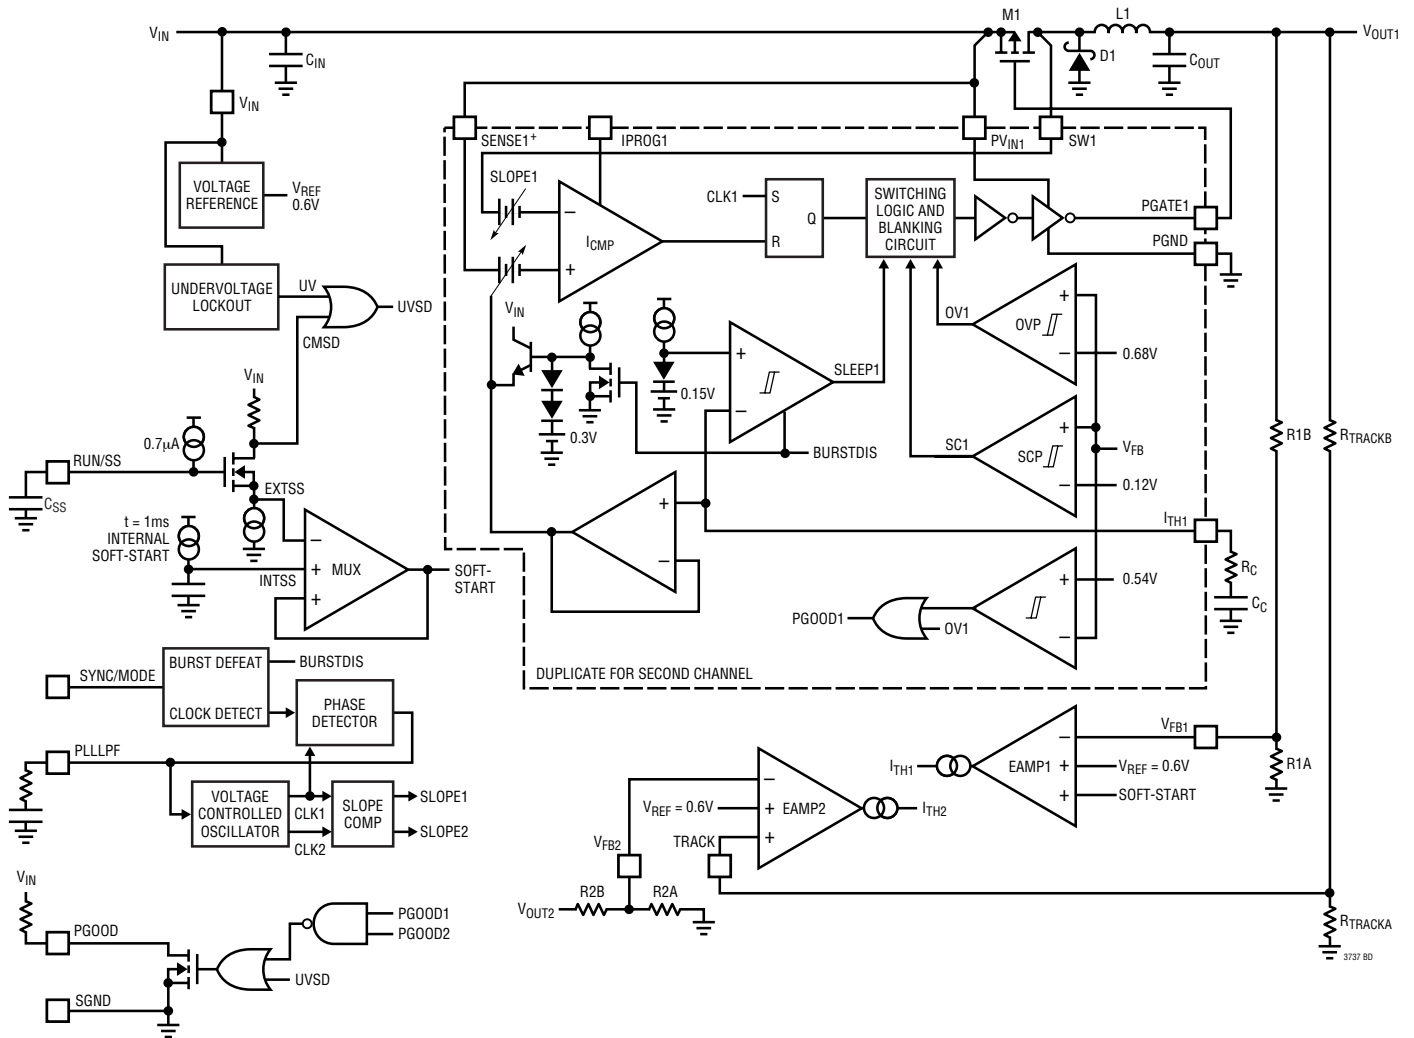 M1
L1
VIN
VOUT1
CIN
D1
COUT
VIN
SENSE1+
IPROG1
PVIN1
SW1
SLOPE1
VOLTAGE
REFERENCE
VREF
0.6V
CLK1
S
Q
R
SWITCHING
LOGIC AND
BLANKING
CIRCUIT
PGATE1
PGND
–
ICMP
+
UNDERVOLTAGE
LOCKOUT
UV
UVSD
CMSD
VIN
OV1
+
OVP
–
0.68V
+
SLEEP1
–
0.15V
0.3V
VIN
0.7µA
RUN/SS
CSS
EXTSS
BURSTDIS
SC1
+
SCP
–
VFB
0.12V
R1B
RTRACKB
t = 1ms
INTERNAL
SOFT-START
INTSS
–
+
MUX
+
SOFT-
START
+
–
ITH1
RC
CC
+
0.54V
–
PGOOD1
OV1
DUPLICATE FOR SECOND CHANNEL
SYNC/MODE
BURST DEFEAT
CLOCK DETECT
BURSTDIS
PHASE
DETECTOR
PLLLPF
VOLTAGE
CONTROLLED
OSCILLATOR
CLK1
CLK2
SLOPE
COMP
SLOPE1
SLOPE2
VFB1
–
ITH1
EAMP1
+
VREF = 0.6V
+
SOFT-START
R1A
–
VREF = 0.6V
+
EAMP2
ITH2
+
TRACK
VFB2
VOUT2
R2B
R2A
RTRACKA
3737 BD
VIN
PGOOD
PGOOD1
PGOOD2
UVSD
SGND